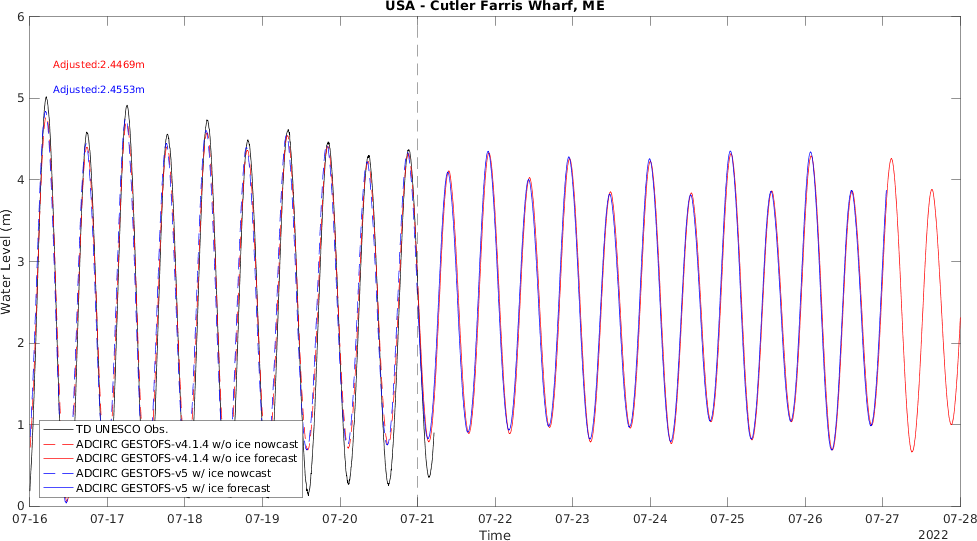 USA - Cutler Farris Wharf, ME
6
Adjusted:2.4469m
Adjusted:2.4553m
5
4
3
2
1
0
Water Level (m)
TD UNESCO Obs.
ADCIRC GESTOFS-v4.1.4 w/o ice nowcast
ADCIRC GESTOFS-v4.1.4 w/o ice forecast
ADCIRC GESTOFS-v5 w/ ice nowcast
ADCIRC GESTOFS-v5 w/ ice forecast
07-16 07-17 07-18 07-19 07-20 07-21 07-22 07-23 07-24 07-25 07-26 07-27 07-28
Time
2022